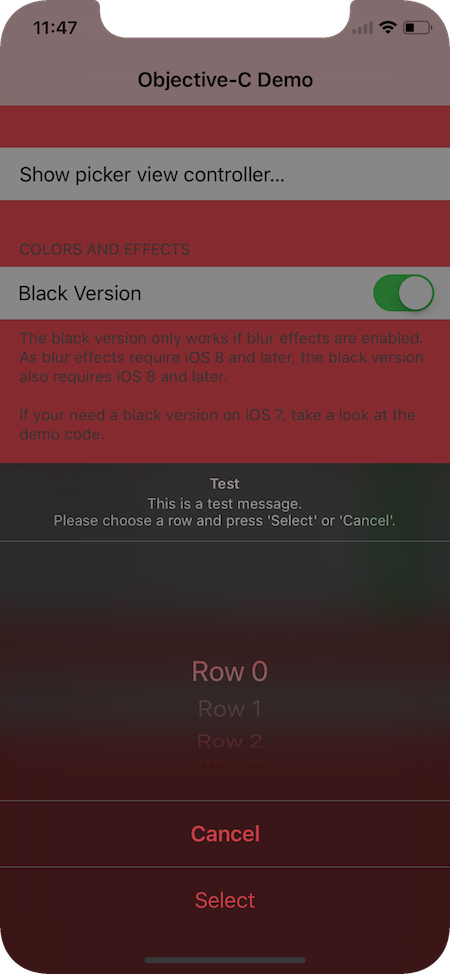 11:47
Objective-C Demo
Show picker view controller...
COLORS AND EFFECTS
Black Version
The black version only works if blur effects are enabled.
As blur effects require iOS 8 and later, the black version
also requires iOS 8 and later.
If your need a black version on iOS 7, take a look at the
demo code.
Test
This is a test message.
Please choose a row and press 'Select' or 'Cancel'.
Row 0
Row 1
Row 2
Cancel
Select